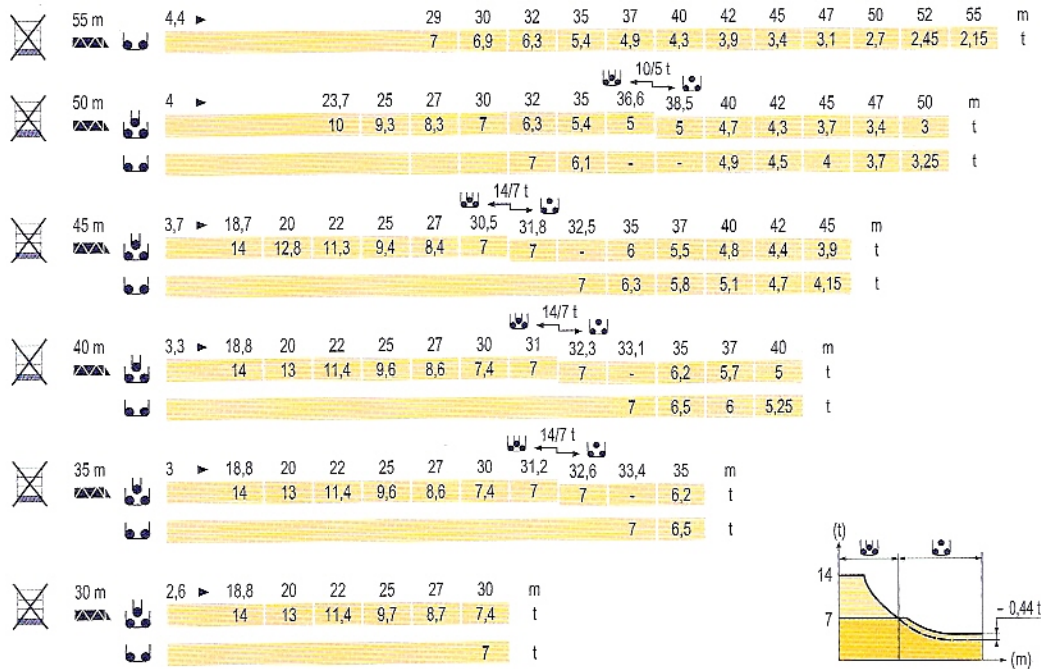 55 m 4,4 ► 29 30 32 35 37 40 42 45 47 50 52 55 m
7 6,9 6,3 5,4 4,9 4,3 3,9 3,4 3,1 2,7 2,45 2,15 t
10/5 t
50 m 4 ► 23,7 25 27 30 32 35 36,6 38,5 40 42 45 47 50 m
10 9,3 8,3 7 6,3 5,4 5 5 4,7 4,3 3,7 3,4 3 t
7 6,1 - - 4,9 4,5 4 3,7 3,25 t
14/7 t
45 m 3,7 ► 18,7 20 22 25 27 30,5 31,8 32,5 35 37 40 42 45 m
14 12,8 11,3 9,4 8,4 7 7 - 6 5,5 4,8 4,4 3,9 t
7 6,3 5,8 5,1 4,7 4,15 t
14/7 t
40 m 3,3 ► 18,8 20 22 25 27 30 31 32,3 33,1 35 37 40 m
14 13 11,4 9,6 8,6 7,4 7 7 - 6,2 5,7 5 t
7 6,5 6 5,25 t
14/7 t
35 m 3 ► 18,8 20 22 25 27 30 31,2 32,6 33,4 35 m
14 13 11,4 9,6 8,6 7,4 7 7 - 6,2 t
7 6,5 t
30 m 2,6 ► 18,8 20 22 25 27 30 m
14 13 11,4 9,7 8,7 7,4 t
7 t
(t)
14
7
- 0,44 t
(m)